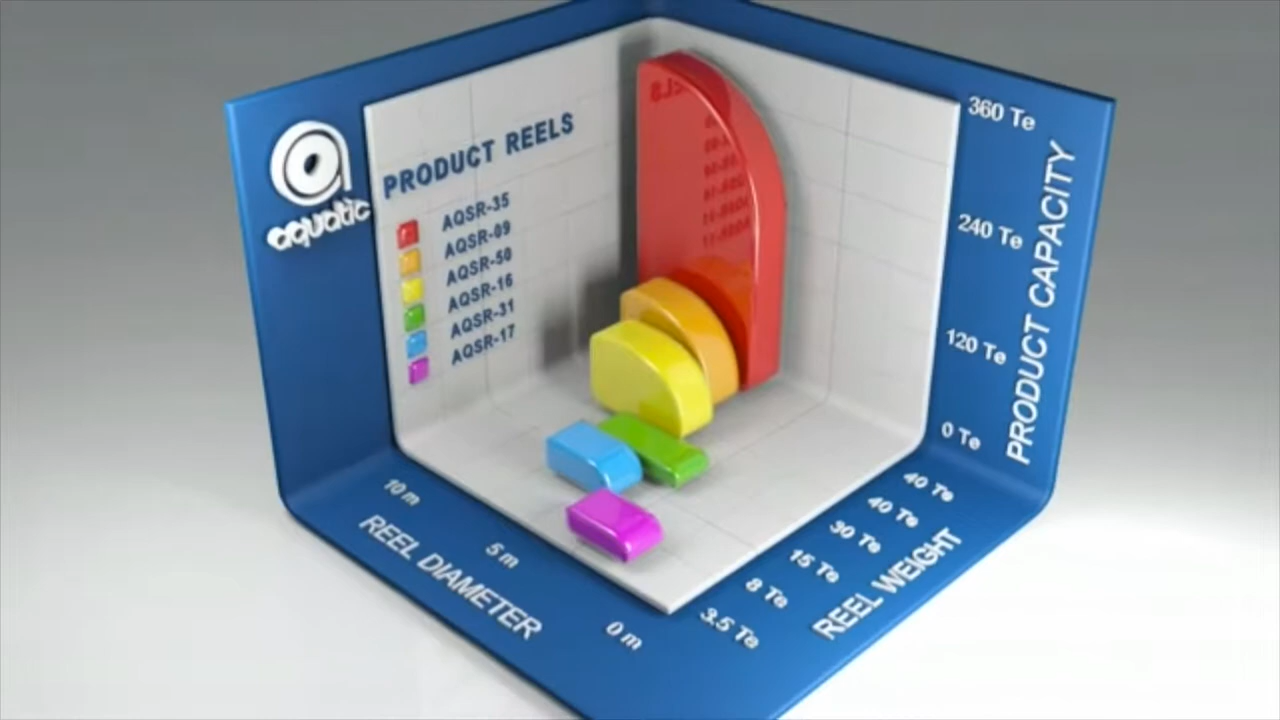 aquatic
PRODUCT REELS
AQSR-35
AQSR-09
AQSR-50
AQSR-16
AQSR-31
AQSR-17
360 Te
240 Te
120 Te
0 Te
PRODUCT CAPACITY
10 m
5 m
0 m
REEL DIAMETER
40 Te
40 Te
30 Te
15 Te
8 Te
3.5 Te
REEL WEIGHT